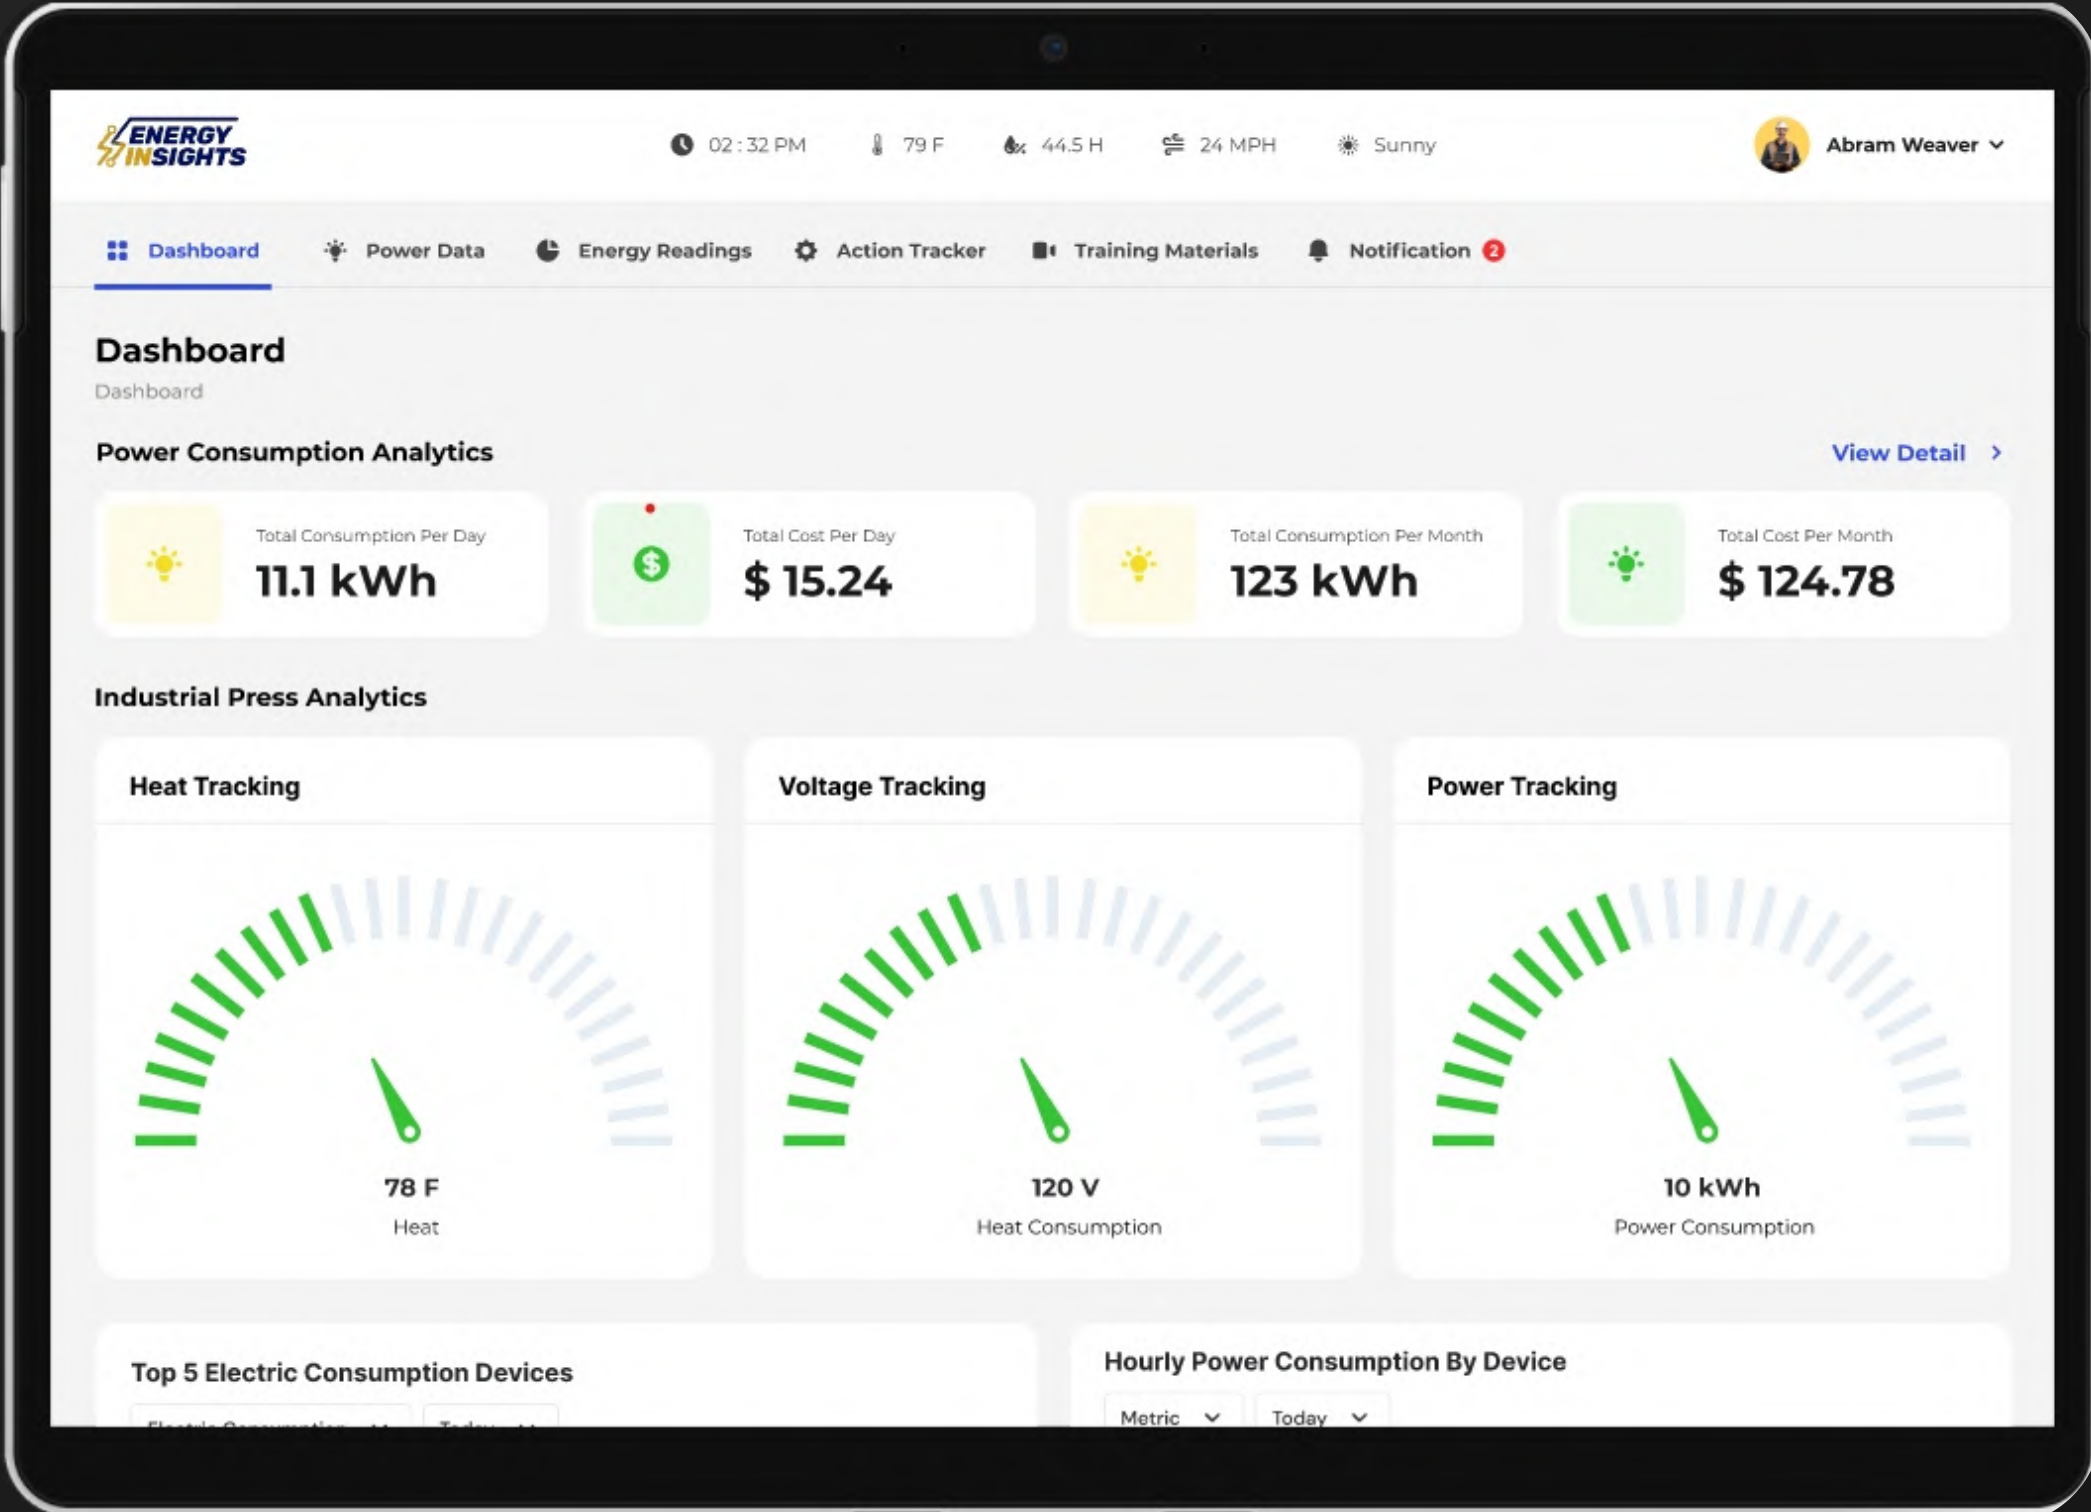 ENERGY
INSIGHTS
02 : 32 PM
79 F
44.5 H
24 MPH
Sunny
Abram Weaver
Dashboard
Power Data
Energy Readings
Action Tracker
Training Materials
Notification 2
Dashboard
Dashboard
Power Consumption Analytics
View Detail
Total Consumption Per Day
11.1 kWh
Total Cost Per Day
$ 15.24
Total Consumption Per Month
123 kWh
Total Cost Per Month
$ 124.78
Industrial Press Analytics
Heat Tracking
78 F
Heat
Voltage Tracking
120 V
Heat Consumption
Power Tracking
10 kWh
Power Consumption
Top 5 Electric Consumption Devices
Electric Consumption
Today
Hourly Power Consumption By Device
Metric
Today